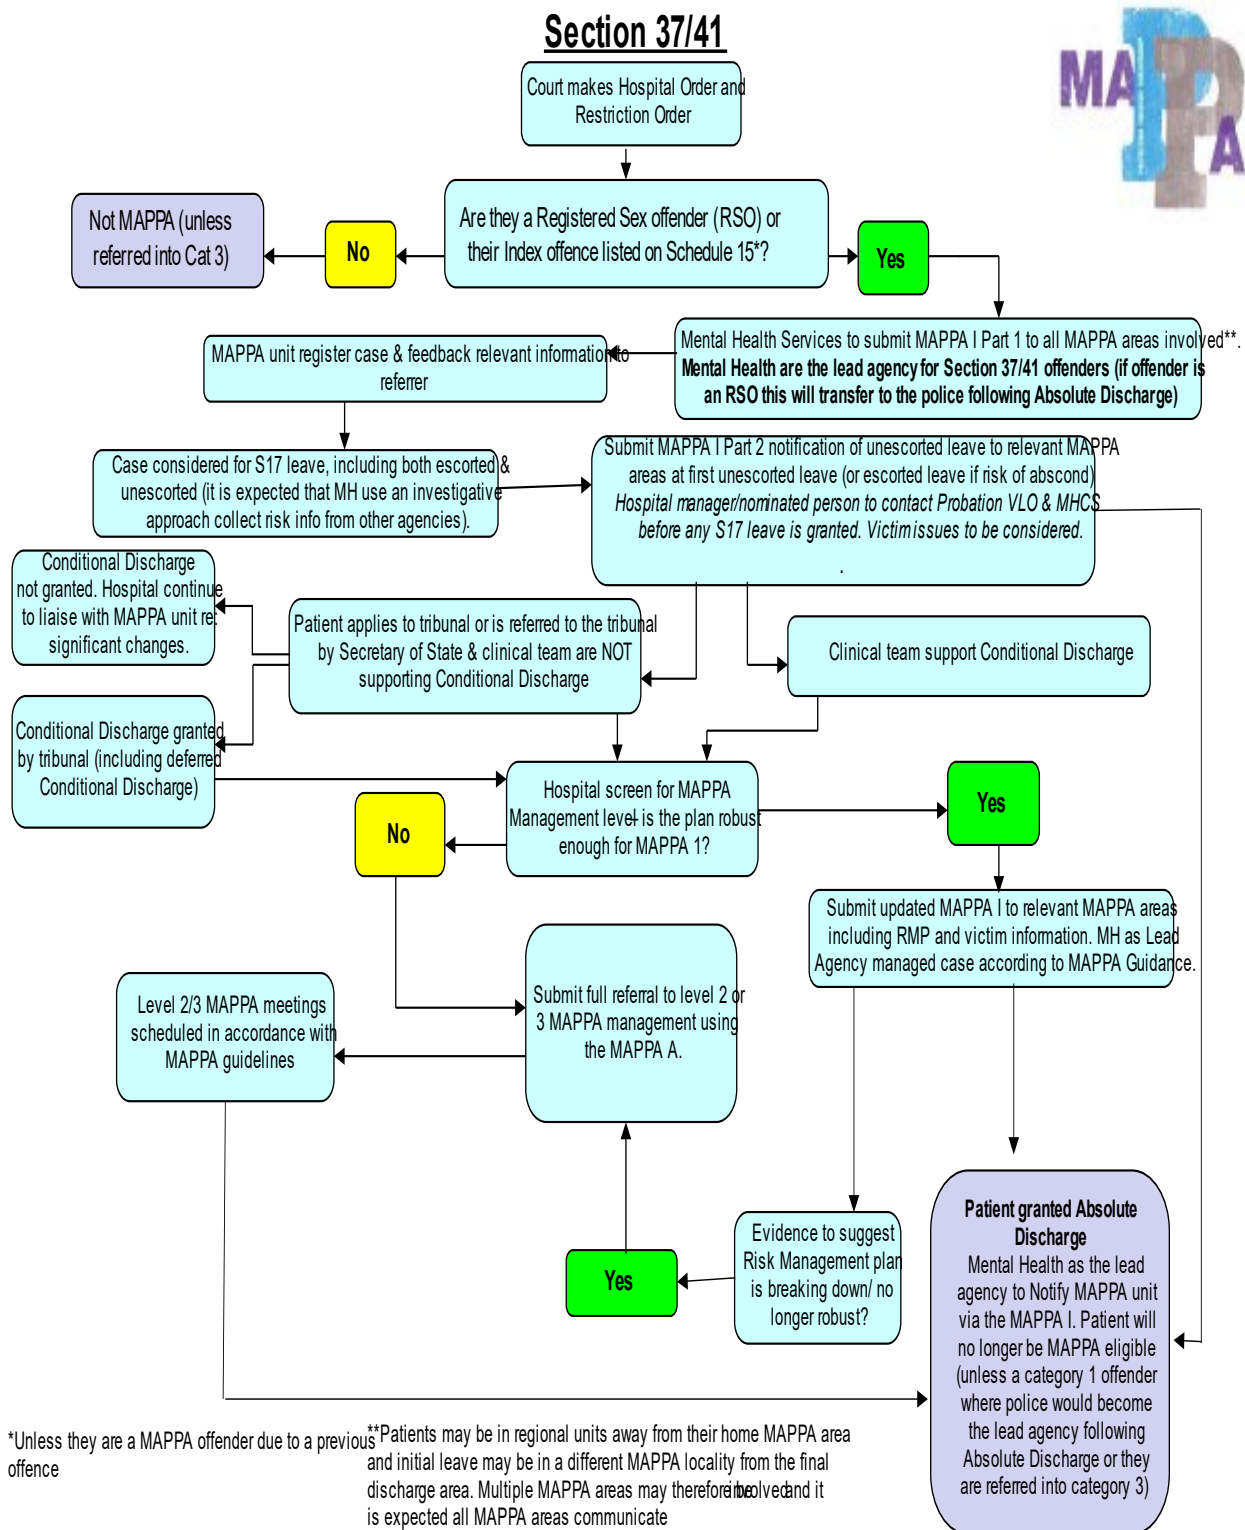 Section 37/41
MAPPA
Court makes Hospital Order and
Restriction Order
Are they a Registered Sex offender (RSO) or
their Index offence listed on Schedule 15*?
No
Not MAPPA (unless
referred into Cat 3)
Yes
Mental Health Services to submit MAPPA I Part 1 to all MAPPA areas involved**.
Mental Health are the lead agency for Section 37/41 offenders (if offender is
an RSO this will transfer to the police following Absolute Discharge)
MAPPA unit register case & feedback relevant information to
referrer
Case considered for S17 leave, including both escorted &
unescorted (it is expected that MH use an investigative
approach collect risk info from other agencies).
Submit MAPPA I Part 2 notification of unescorted leave to relevant MAPPA
areas at first unescorted leave (or escorted leave if risk of abscond)
Hospital manager/nominated person to contact Probation VLO & MHCS
before any S17 leave is granted. Victim issues to be considered.
.
Conditional Discharge
not granted. Hospital continue
to liaise with MAPPA unit re:
significant changes.
Patient applies to tribunal or is referred to the tribunal
by Secretary of State & clinical team are NOT
supporting Conditional Discharge
Clinical team support Conditional Discharge
Conditional Discharge granted
by tribunal (including deferred
Conditional Discharge)
Hospital screen for MAPPA
Management level- is the plan robust
enough for MAPPA 1?
No
Yes
Submit updated MAPPA I to relevant MAPPA areas
including RMP and victim information. MH as Lead
Agency managed case according to MAPPA Guidance.
Submit full referral to level 2 or
3 MAPPA management using
the MAPPA A.
Level 2/3 MAPPA meetings
scheduled in accordance with
MAPPA guidelines
Evidence to suggest
Risk Management plan
is breaking down/ no
longer robust?
Yes
Patient granted Absolute
Discharge
Mental Health as the lead
agency to Notify MAPPA unit
via the MAPPA I. Patient will
no longer be MAPPA eligible
(unless a category 1 offender
where police would become
the lead agency following
Absolute Discharge or they
are referred into category 3)
*Unless they are a MAPPA offender due to a previous
offence
**Patients may be in regional units away from their home MAPPA area
and initial leave may be in a different MAPPA locality from the final
discharge area. Multiple MAPPA areas may therefore be involved and it
is expected all MAPPA areas communicate